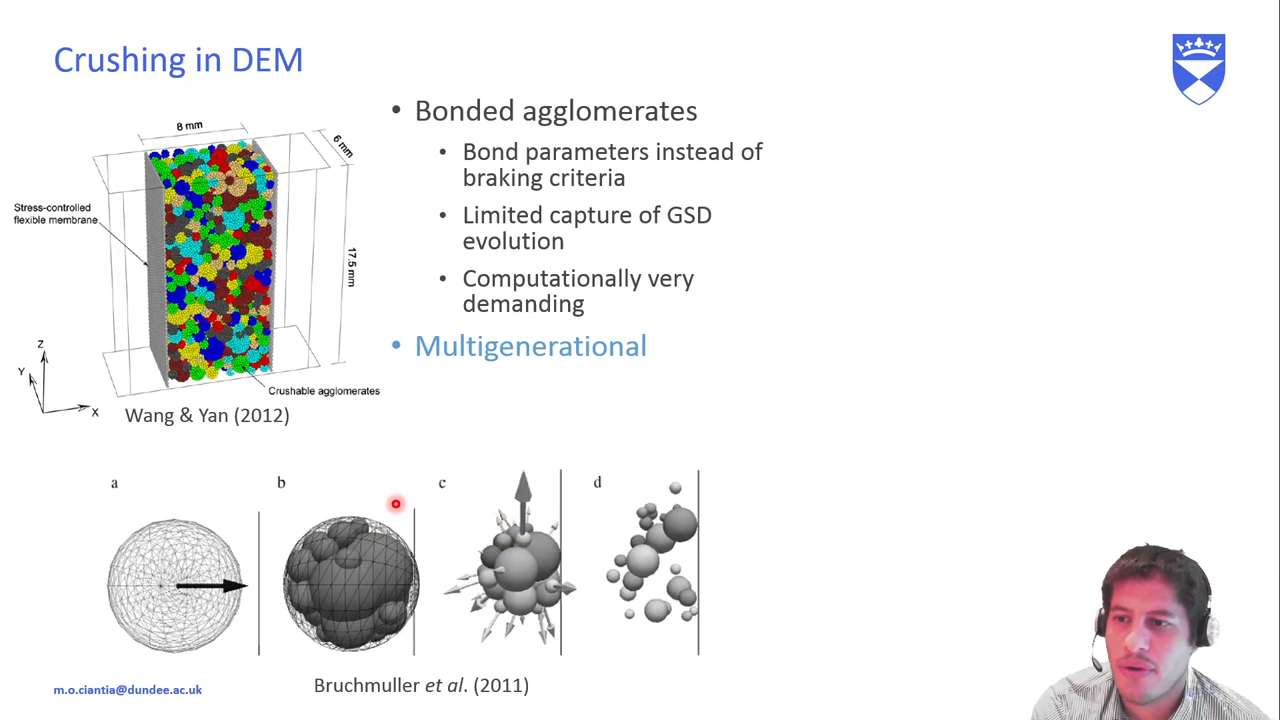 Crushing in DEM
8 mm
6 mm
Stress-controlled
flexible membrane
17.5 mm
Z
Y
X
Crushable agglomerates
Wang & Yan (2012)
• Bonded agglomerates
• Bond parameters instead of
braking criteria
• Limited capture of GSD
evolution
• Computationally very
demanding
• Multigenerational
a
b
c
d
Bruchmuller et al. (2011)
m.o.ciantia@dundee.ac.uk